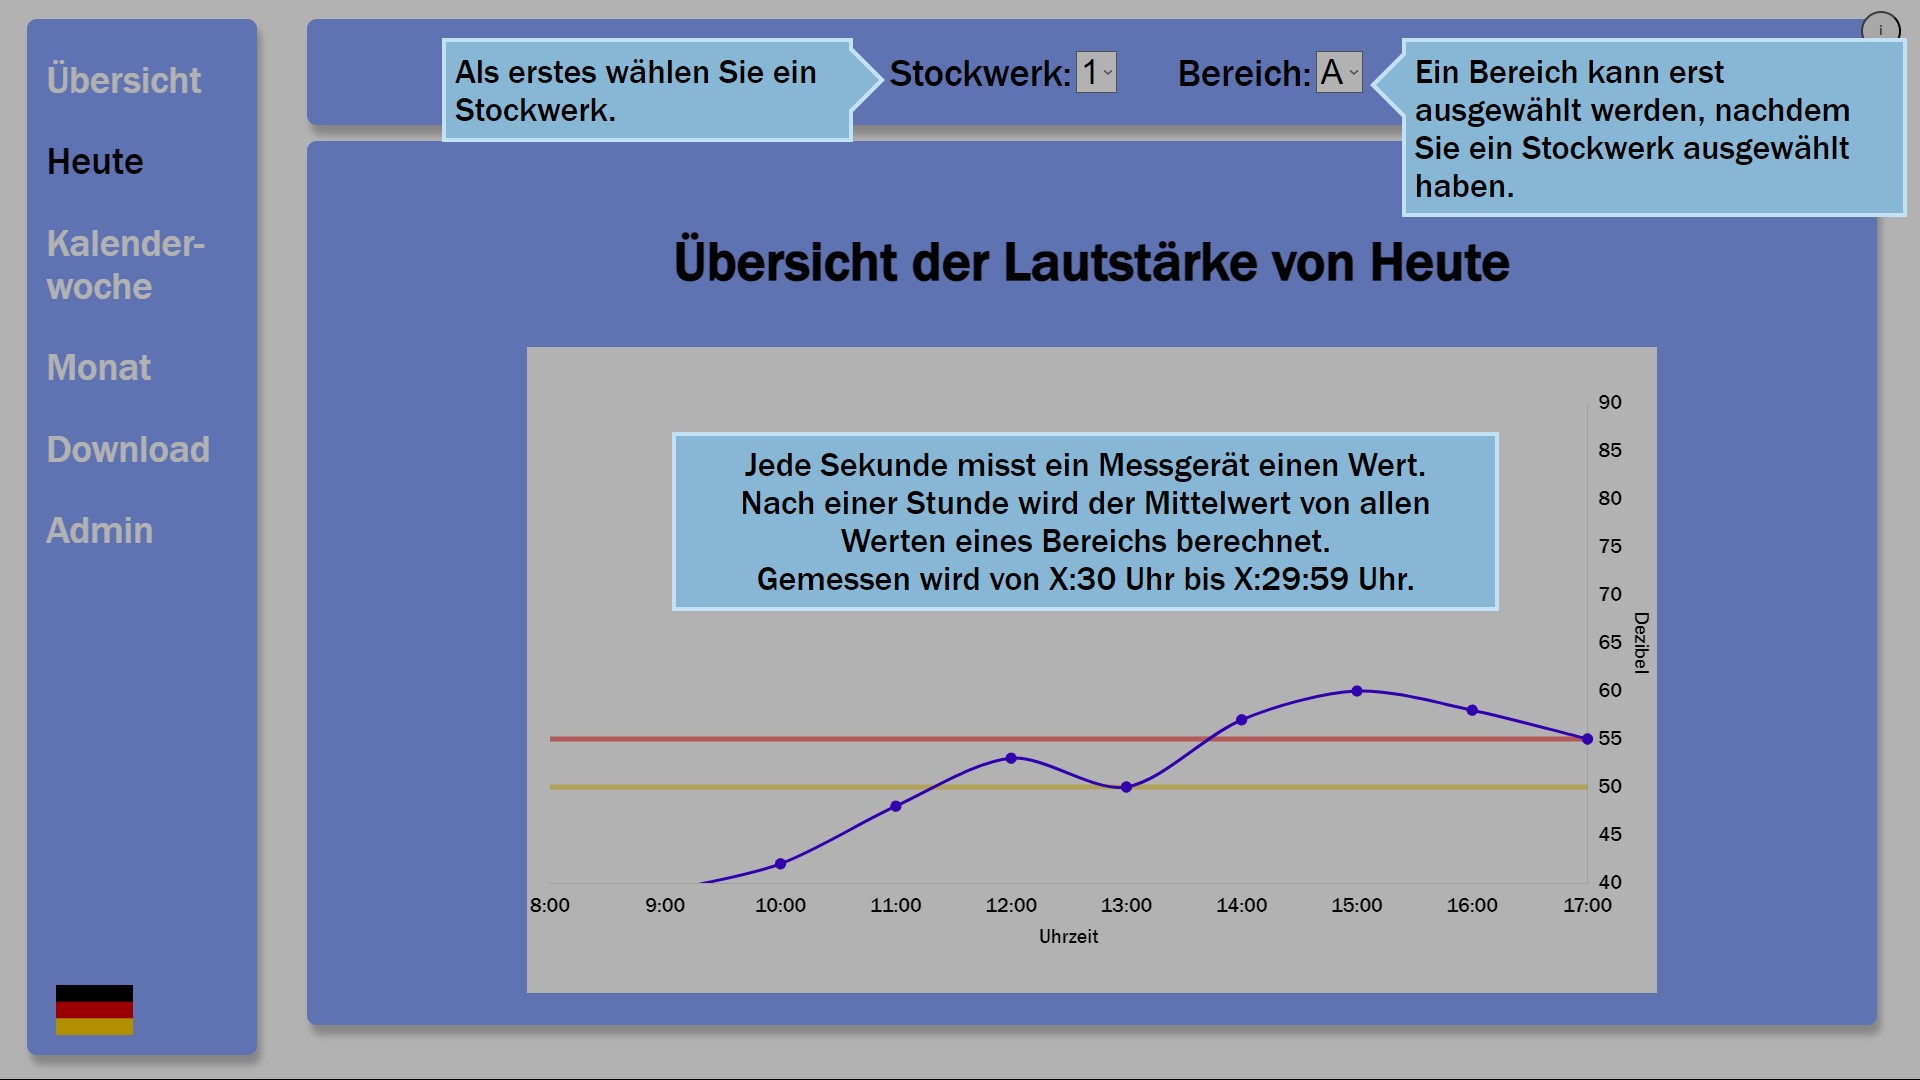 Übersicht
Heute
Kalender-
woche
Monat
Download
Admin
i
Als erstes wählen Sie ein
Stockwerk.
Stockwerk: 1
Bereich: A
Ein Bereich kann erst
ausgewählt werden, nachdem
Sie ein Stockwerk ausgewählt
haben.
Übersicht der Lautstärke von Heute
Jede Sekunde misst ein Messgerät einen Wert.
Nach einer Stunde wird der Mittelwert von allen
Werten eines Bereichs berechnet.
Gemessen wird von X:30 Uhr bis X:29:59 Uhr.
90
85
80
75
70
65
60
55
50
45
40
Dezibel
8:00 9:00 10:00 11:00 12:00 13:00 14:00 15:00 16:00 17:00
Uhrzeit